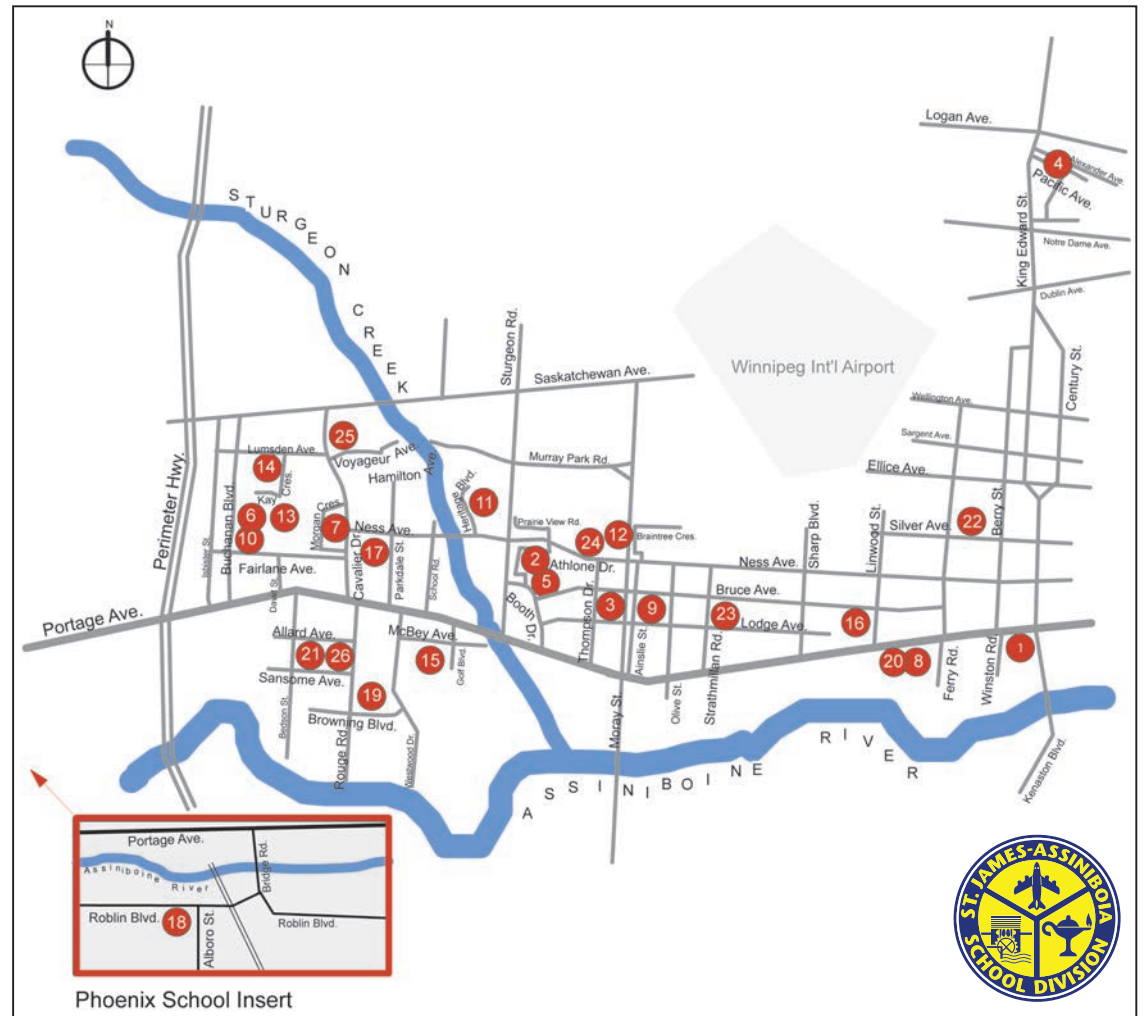 N
Logan Ave.
Alexander Ave.
4
Pacific Ave.
King Edward St.
Notre Dame Ave.
Dublin Ave.
Century St.
STURGEON CREEK
Winnipeg Int'l Airport
Sturgeon Rd.
Saskatchewan Ave.
Wellington Ave.
Sargent Ave.
Ellice Ave.
Berry St.
Perimeter Hwy.
25
Lumsden Ave.
Voyageur Ave.
14
Hamilton Ave.
Murray Park Rd.
Kay Cres.
Heritage Blvd.
11
Buchanan Blvd.
6
13
Morgan Cres.
7
Ness Ave.
Prairie View Rd.
24
12
Braintree Cres.
Sharp Blvd.
Linwood St.
Silver Ave.
22
10
Isbister St.
Fairlane Ave.
Cavalier Dr.
17
Parkdale St.
School Rd.
2
Athlone Dr.
Ness Ave.
5
Bruce Ave.
David St.
Booth Dr.
Thompson Dr.
3
9
23
Lodge Ave.
16
Portage Ave.
Allard Ave.
McBey Ave.
21
26
15
Golf Blvd.
Ainslie St.
Strathmillan Rd.
20
8
Ferry Rd.
Winston Rd.
1
Sansome Ave.
19
Olive St.
Bedson St.
Browning Blvd.
Rouge Rd.
Westwood Dr.
Moray St.
ASSINIBOINE RIVER
Kenaston Blvd.
Portage Ave.
Assiniboine River
Bridge Rd.
Roblin Blvd.
18
Alboro St.
Roblin Blvd.
Phoenix School Insert
ST. JAMES-ASSINIBOIA
SCHOOL DIVISION